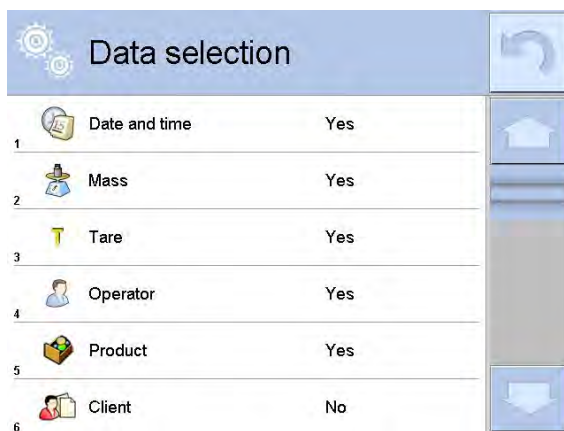 Data selection
Date and time Yes
1
Mass Yes
2
T Tare Yes
3
Operator Yes
4
Product Yes
5
Client No
6